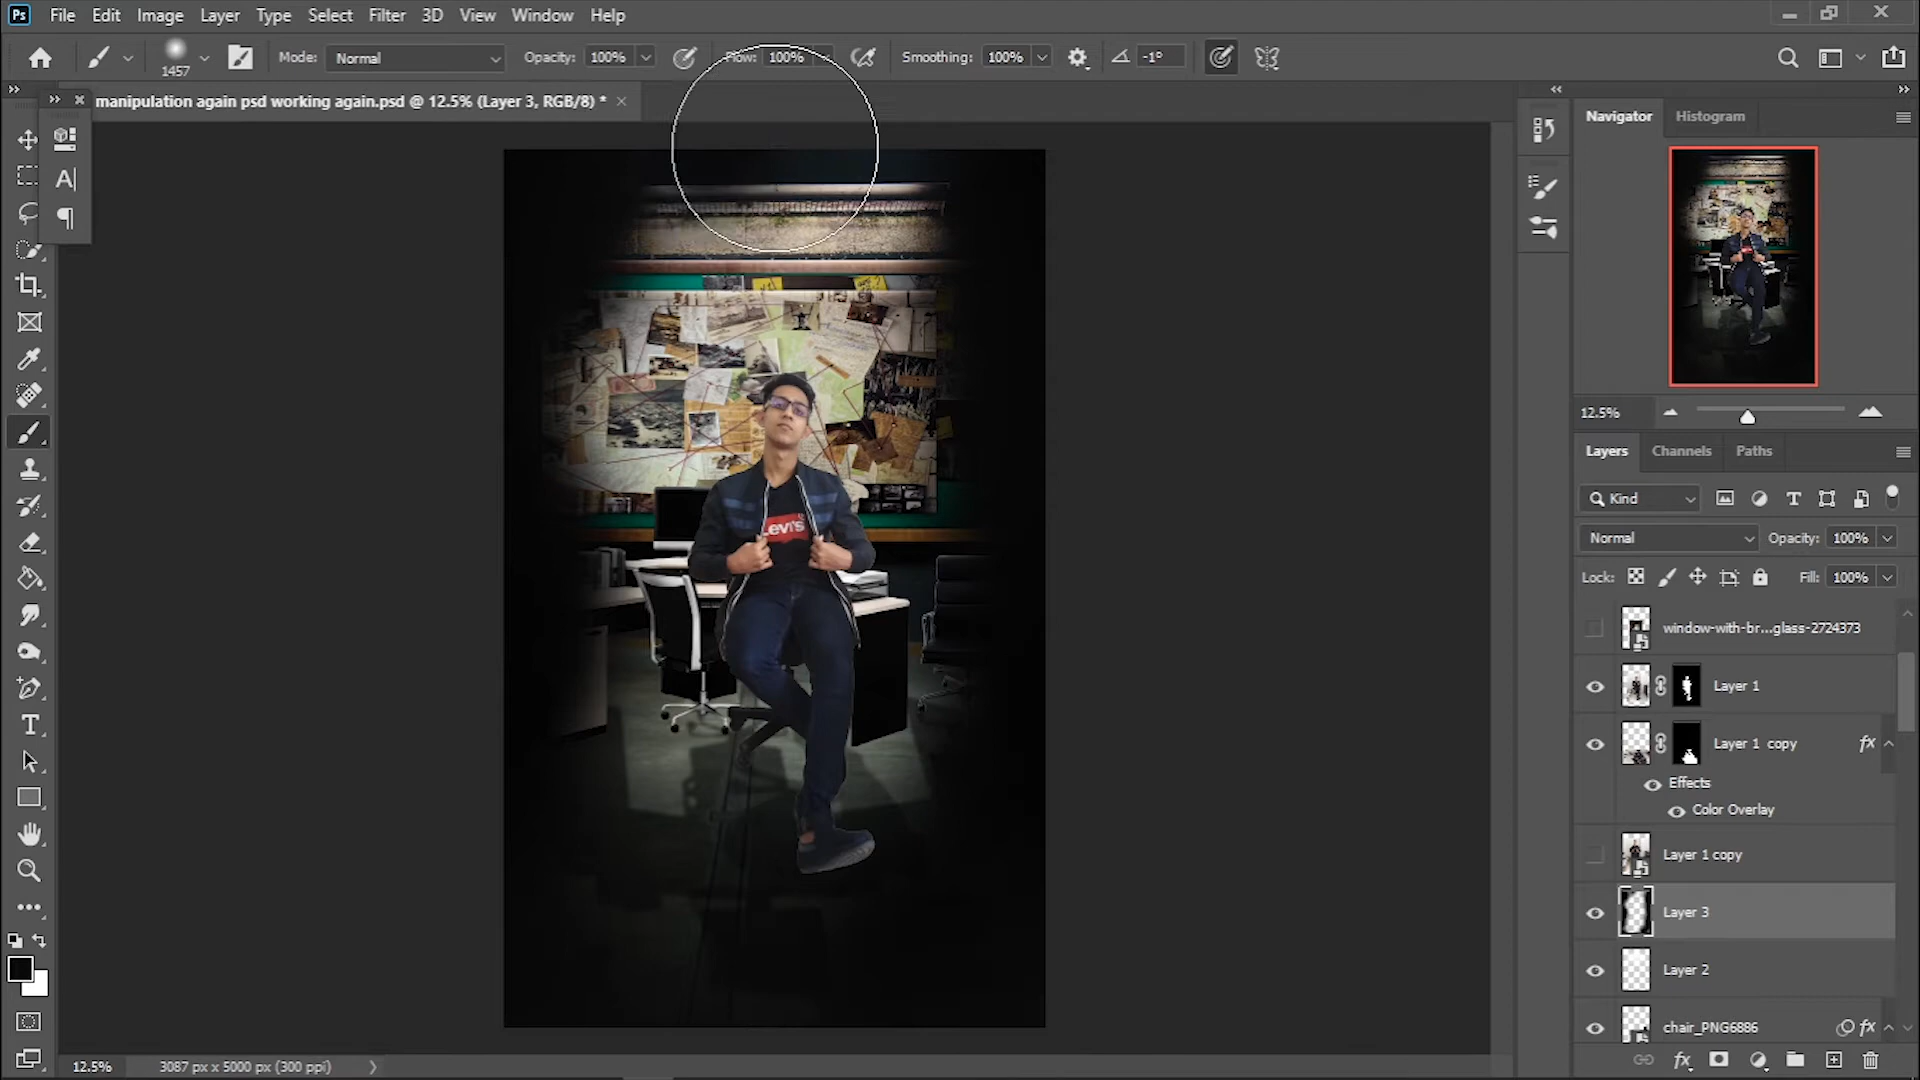 Ps File Edit Image Layer Type Select Filter 3D View Window Help
1457 Mode: Normal Opacity: 100% Flow: 100% Smoothing: 100% -1°
manipulation again psd working again.psd @ 12.5% (Layer 3, RGB/8) *
Navigator Histogram
12.5%
Layers Channels Paths
Kind
Normal Opacity: 100%
Lock: Fill: 100%
window-with-br...glass-2724373
Layer 1
Layer 1 copy fx
Effects
Color Overlay
Layer 1 copy
Layer 3
Layer 2
chair_PNG6886 fx
Levi's
12.5% 3087 px x 5000 px (300 ppi)